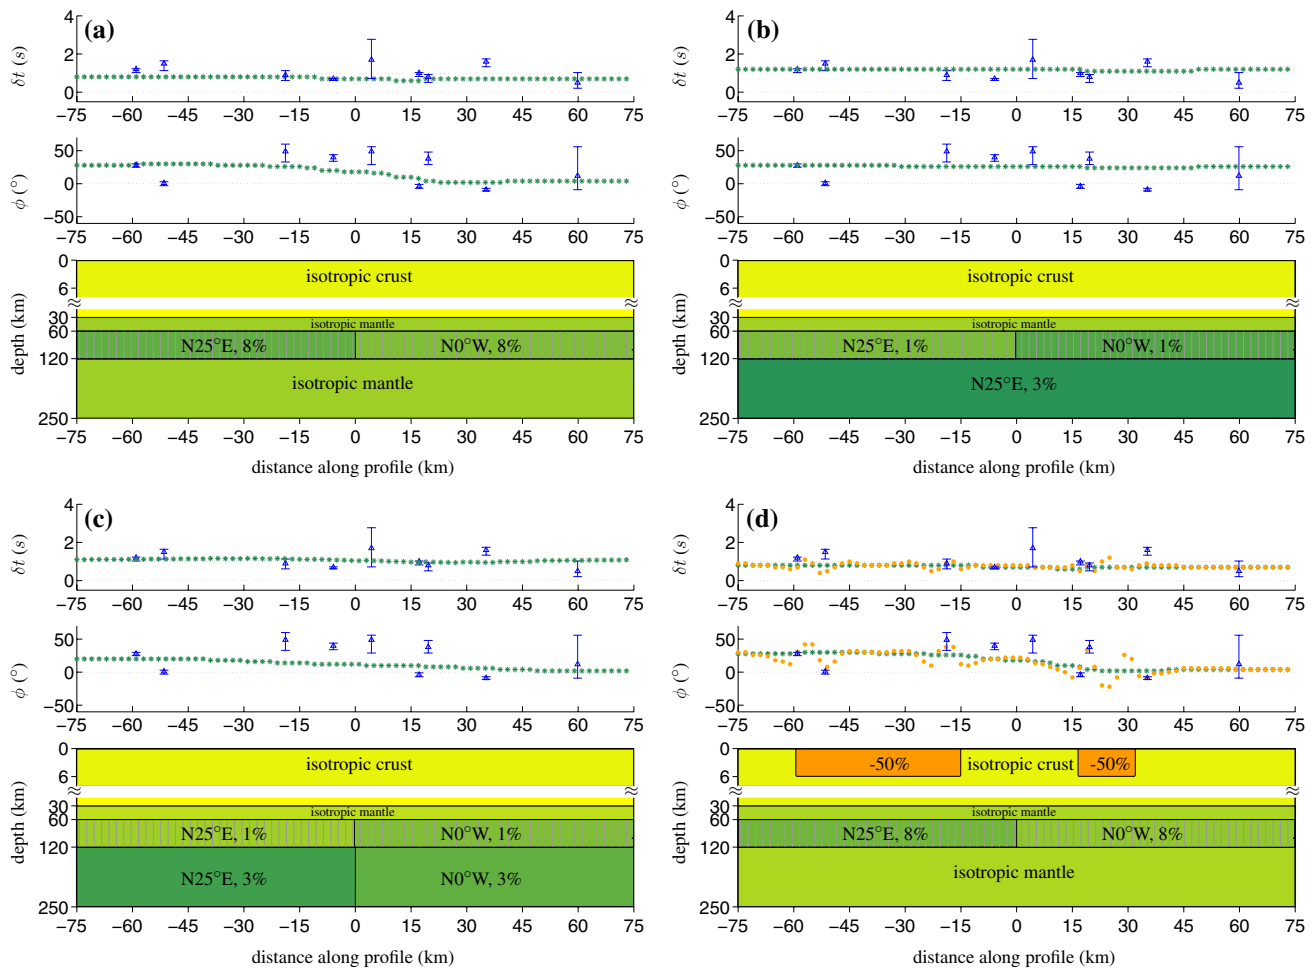 (a)
δt (s)
4
2
0
−75 −60 −45 −30 −15 0 15 30 45 60 75
ϕ (°)
50
0
−50
−75 −60 −45 −30 −15 0 15 30 45 60 75
depth (km)
0
6
30
60
120
250
isotropic crust
isotropic mantle
N25°E, 8% N0°W, 8%
isotropic mantle
−75 −60 −45 −30 −15 0 15 30 45 60 75
distance along profile (km)
(b)
δt (s)
4
2
0
−75 −60 −45 −30 −15 0 15 30 45 60 75
ϕ (°)
50
0
−50
−75 −60 −45 −30 −15 0 15 30 45 60 75
depth (km)
0
6
30
60
120
250
isotropic crust
isotropic mantle
N25°E, 1% N0°W, 1%
N25°E, 3%
−75 −60 −45 −30 −15 0 15 30 45 60 75
distance along profile (km)
(c)
δt (s)
4
2
0
−75 −60 −45 −30 −15 0 15 30 45 60 75
ϕ (°)
50
0
−50
−75 −60 −45 −30 −15 0 15 30 45 60 75
depth (km)
0
6
30
60
120
250
isotropic crust
isotropic mantle
N25°E, 1% N0°W, 1%
N25°E, 3% N0°W, 3%
−75 −60 −45 −30 −15 0 15 30 45 60 75
distance along profile (km)
(d)
δt (s)
4
2
0
−75 −60 −45 −30 −15 0 15 30 45 60 75
ϕ (°)
50
0
−50
−75 −60 −45 −30 −15 0 15 30 45 60 75
depth (km)
0
6
30
60
120
250
-50% isotropic crust -50%
isotropic mantle
N25°E, 8% N0°W, 8%
isotropic mantle
−75 −60 −45 −30 −15 0 15 30 45 60 75
distance along profile (km)